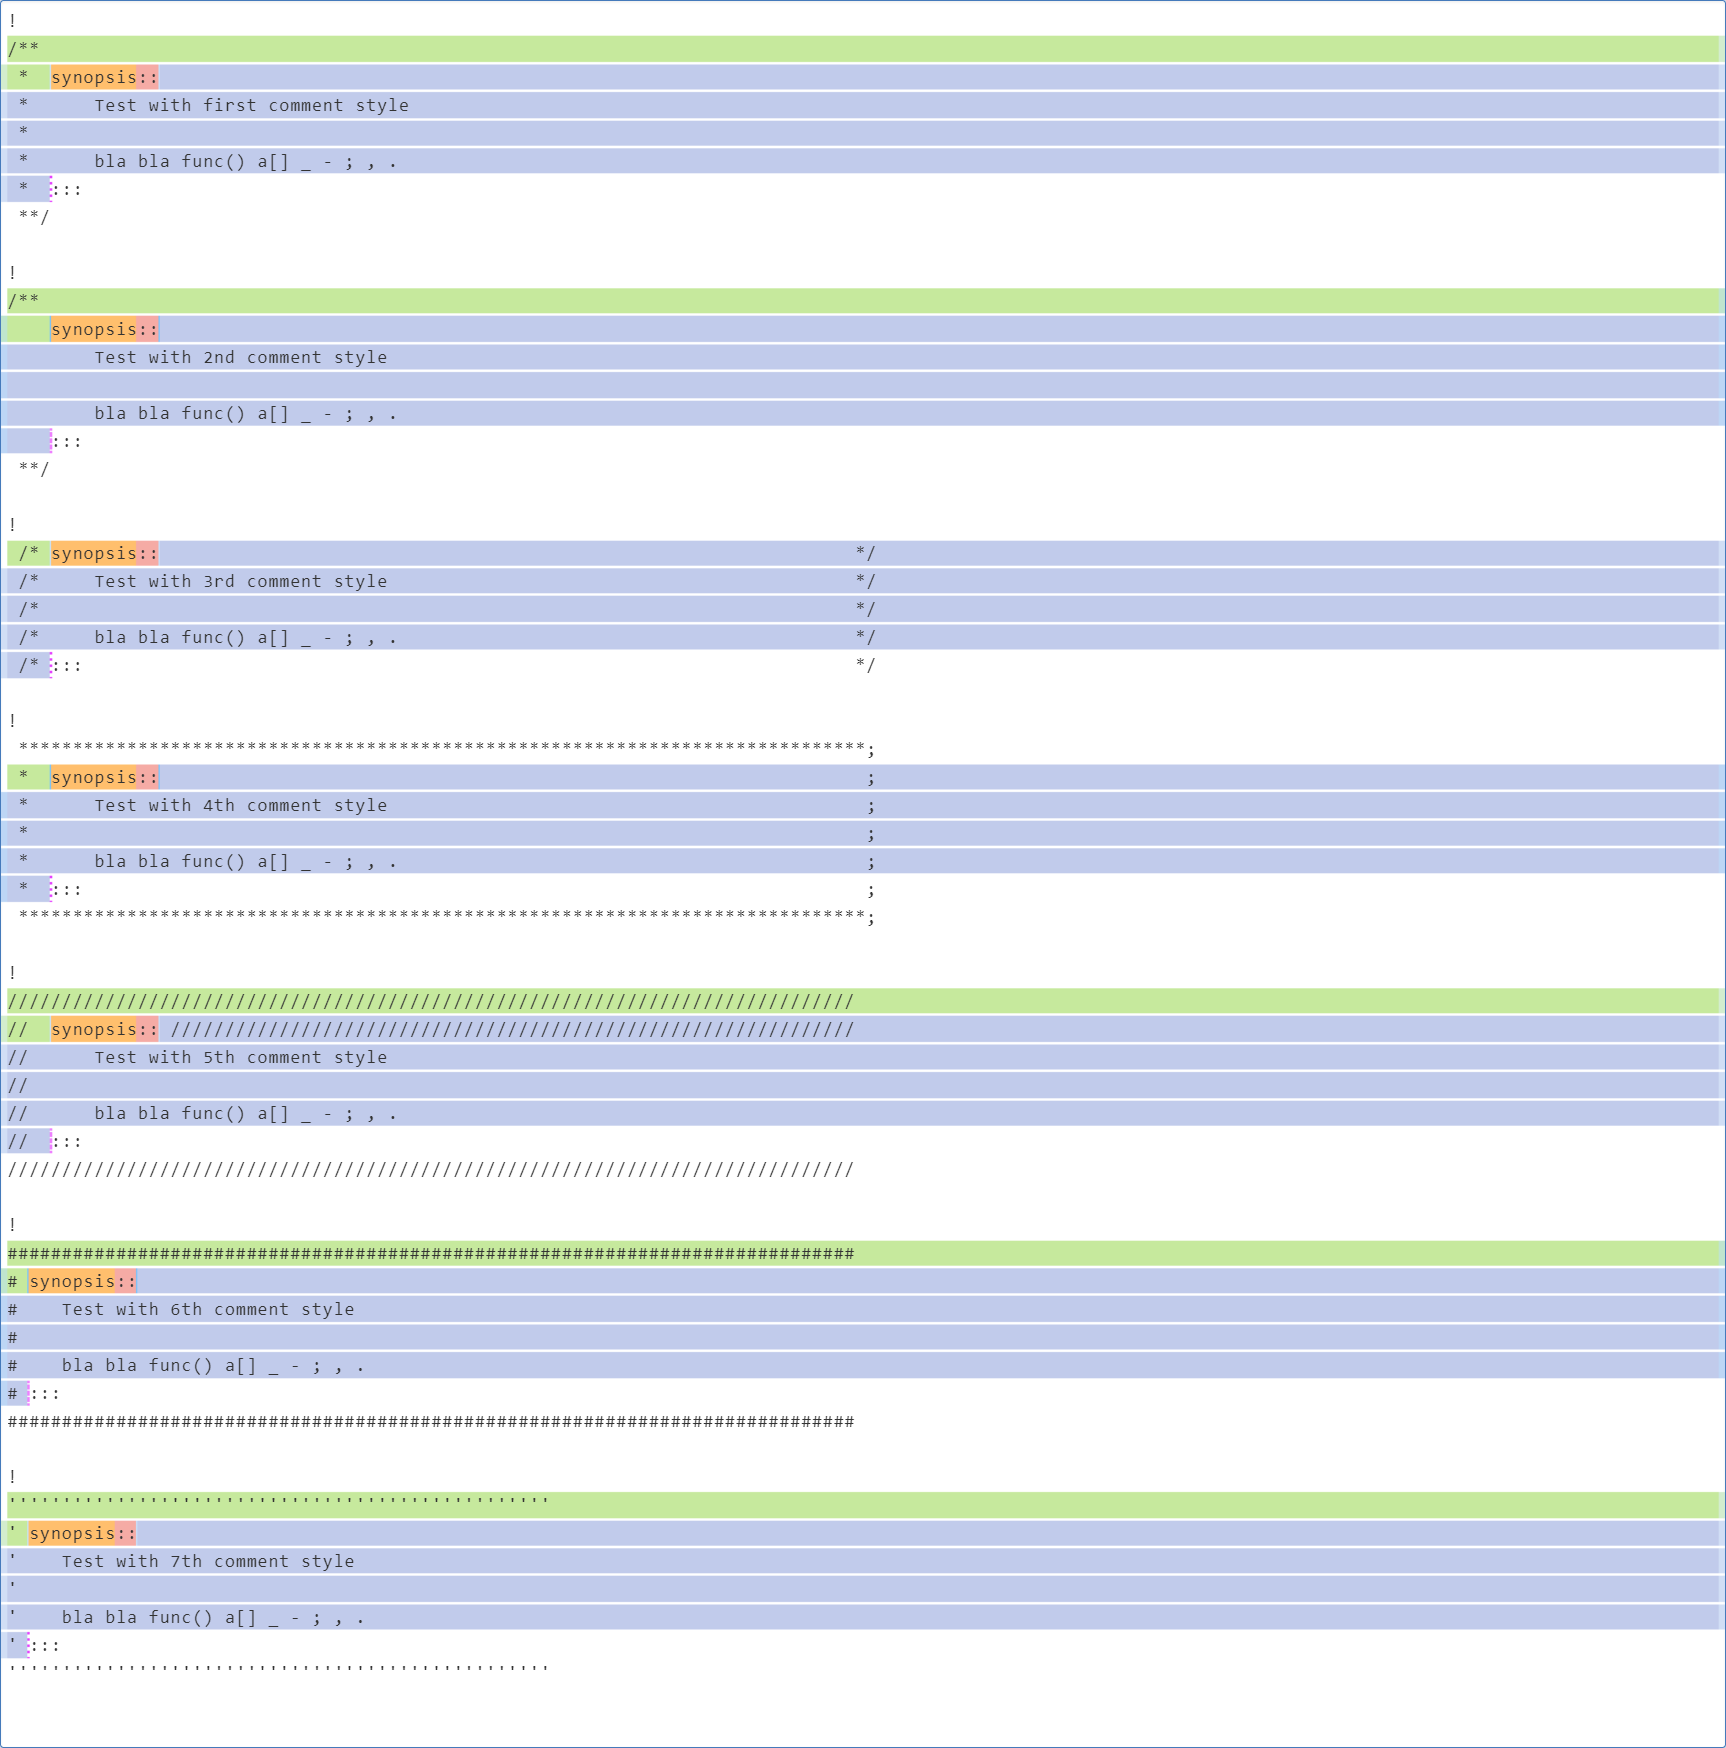 !
/**
 *  synopsis::
 *      Test with first comment style
 *
 *      bla bla func() a[] _ - ; , .
 *  :::
 **/

!
/**
    synopsis::
        Test with 2nd comment style

        bla bla func() a[] _ - ; , .
    :::
 **/

!
 /* synopsis::                                                                */
 /*     Test with 3rd comment style                                           */
 /*                                                                           */
 /*     bla bla func() a[] _ - ; , .                                          */
 /* :::                                                                       */

!
 ******************************************************************************;
 *  synopsis::                                                                 ;
 *      Test with 4th comment style                                            ;
 *                                                                             ;
 *      bla bla func() a[] _ - ; , .                                           ;
 *  :::                                                                        ;
 ******************************************************************************;

!
//////////////////////////////////////////////////////////////////////////////
//  synopsis:: ///////////////////////////////////////////////////////////////
//      Test with 5th comment style
//
//      bla bla func() a[] _ - ; , .
//  :::
//////////////////////////////////////////////////////////////////////////////

!
##############################################################################
# synopsis::
#    Test with 6th comment style
#
#    bla bla func() a[] _ - ; , .
# :::
##############################################################################

!
''''''''''''''''''''''''''''''''''''''''''''''''''
' synopsis::
'    Test with 7th comment style
'
'    bla bla func() a[] _ - ; , .
' :::
''''''''''''''''''''''''''''''''''''''''''''''''''